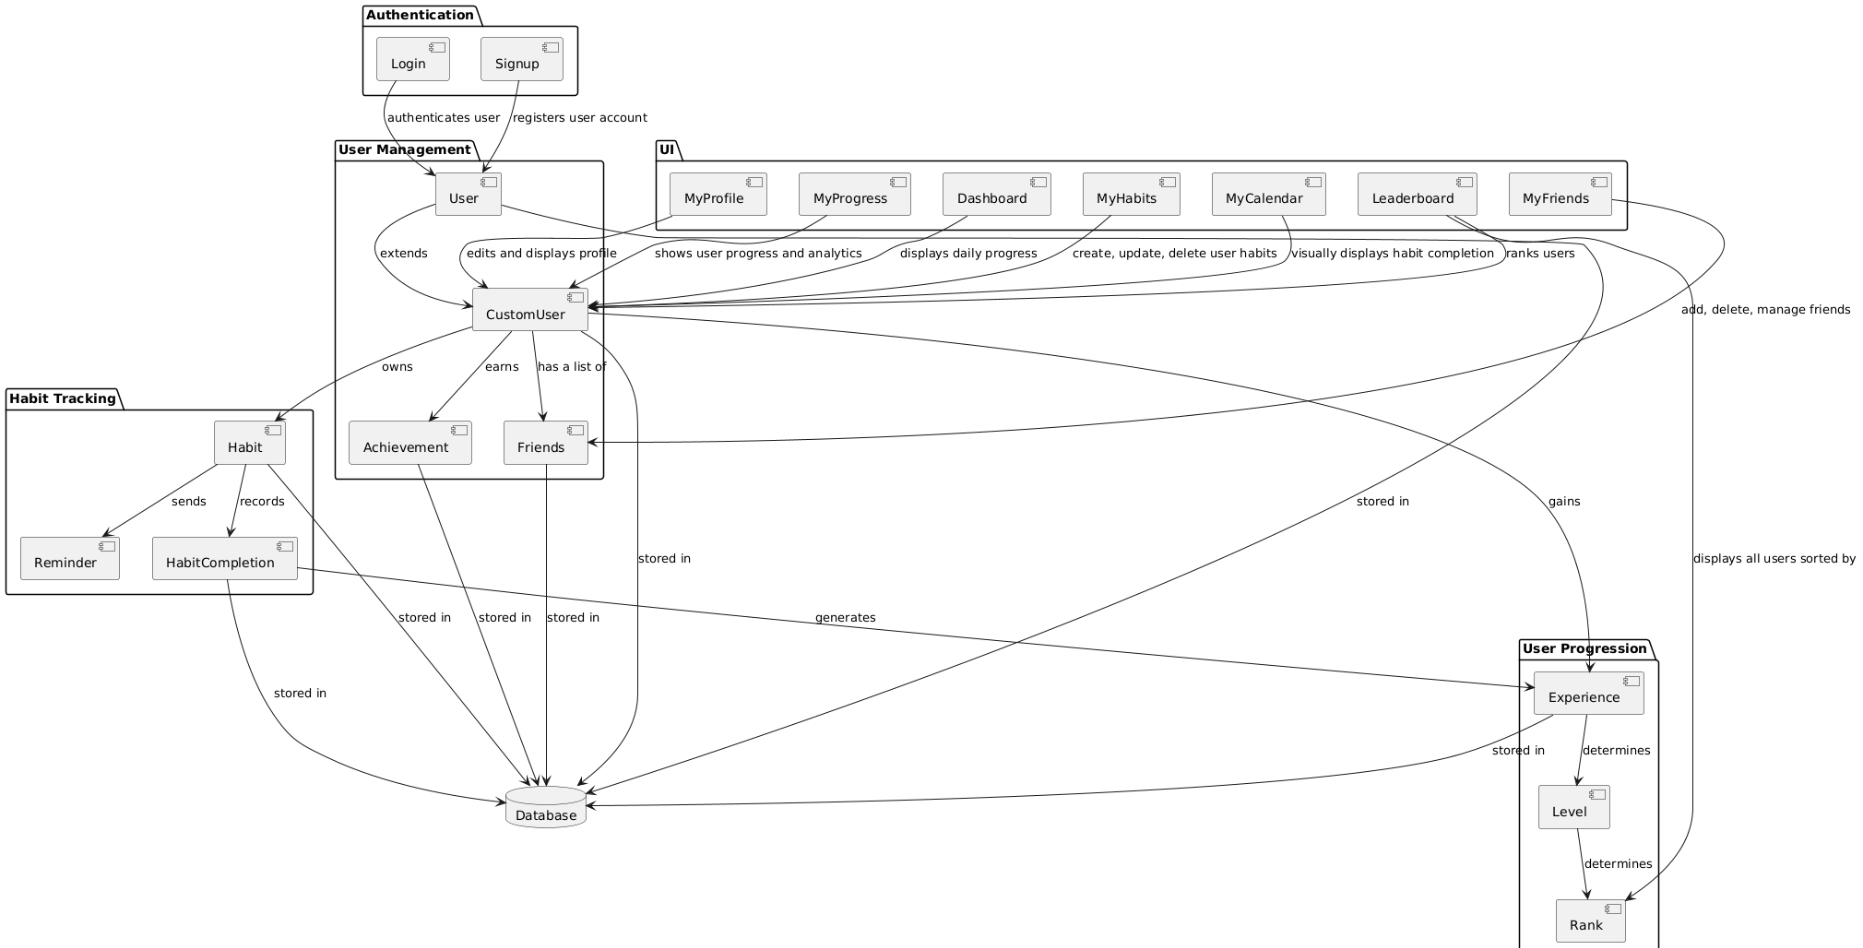 Authentication
Login
Signup
authenticates user
registers user account
User Management
UI
User
MyProfile
MyProgress
Dashboard
MyHabits
MyCalendar
Leaderboard
MyFriends
extends
edits and displays profile
shows user progress and analytics
displays daily progress
create, update, delete user habits
visually displays habit completion
ranks users
CustomUser
add, delete, manage friends
owns
earns
has a list of
Habit Tracking
Habit
Achievement
Friends
sends
records
stored in
gains
Reminder
HabitCompletion
stored in
displays all users sorted by
stored in
stored in
stored in
generates
User Progression
stored in
Experience
stored in
determines
Database
Level
determines
Rank